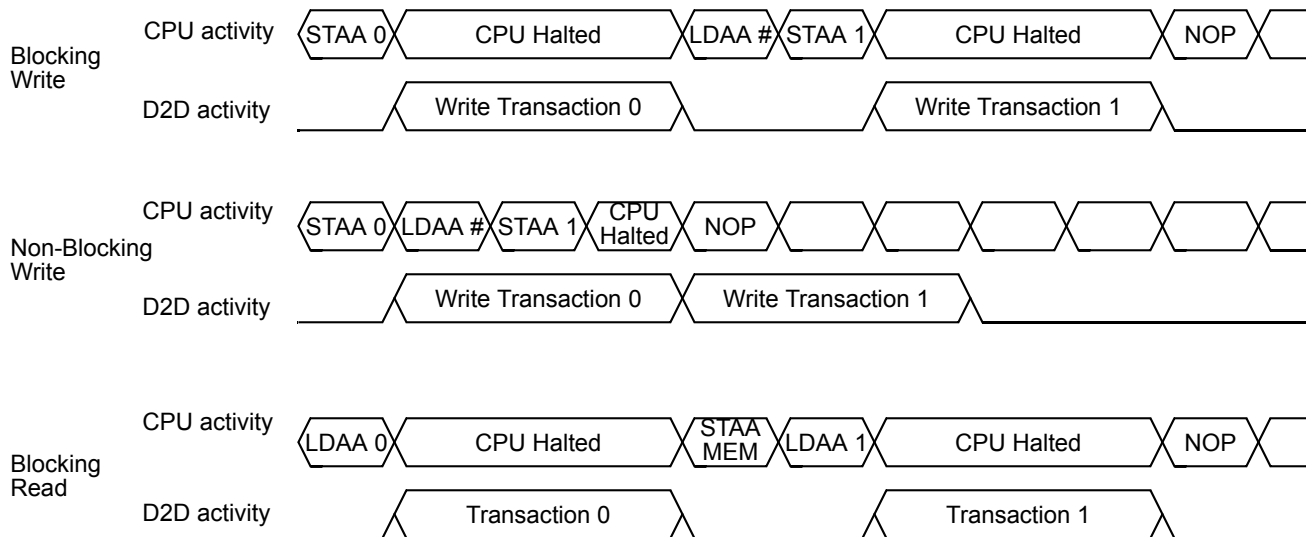 Blocking
Write
CPU activity
STAA 0
CPU Halted
LDAA #
STAA 1
CPU Halted
NOP
D2D activity
Write Transaction 0
Write Transaction 1
Non-Blocking
Write
CPU activity
STAA 0
LDAA #
STAA 1
CPU
Halted
NOP
D2D activity
Write Transaction 0
Write Transaction 1
Blocking
Read
CPU activity
LDAA 0
CPU Halted
STAA
MEM
LDAA 1
CPU Halted
NOP
D2D activity
Transaction 0
Transaction 1